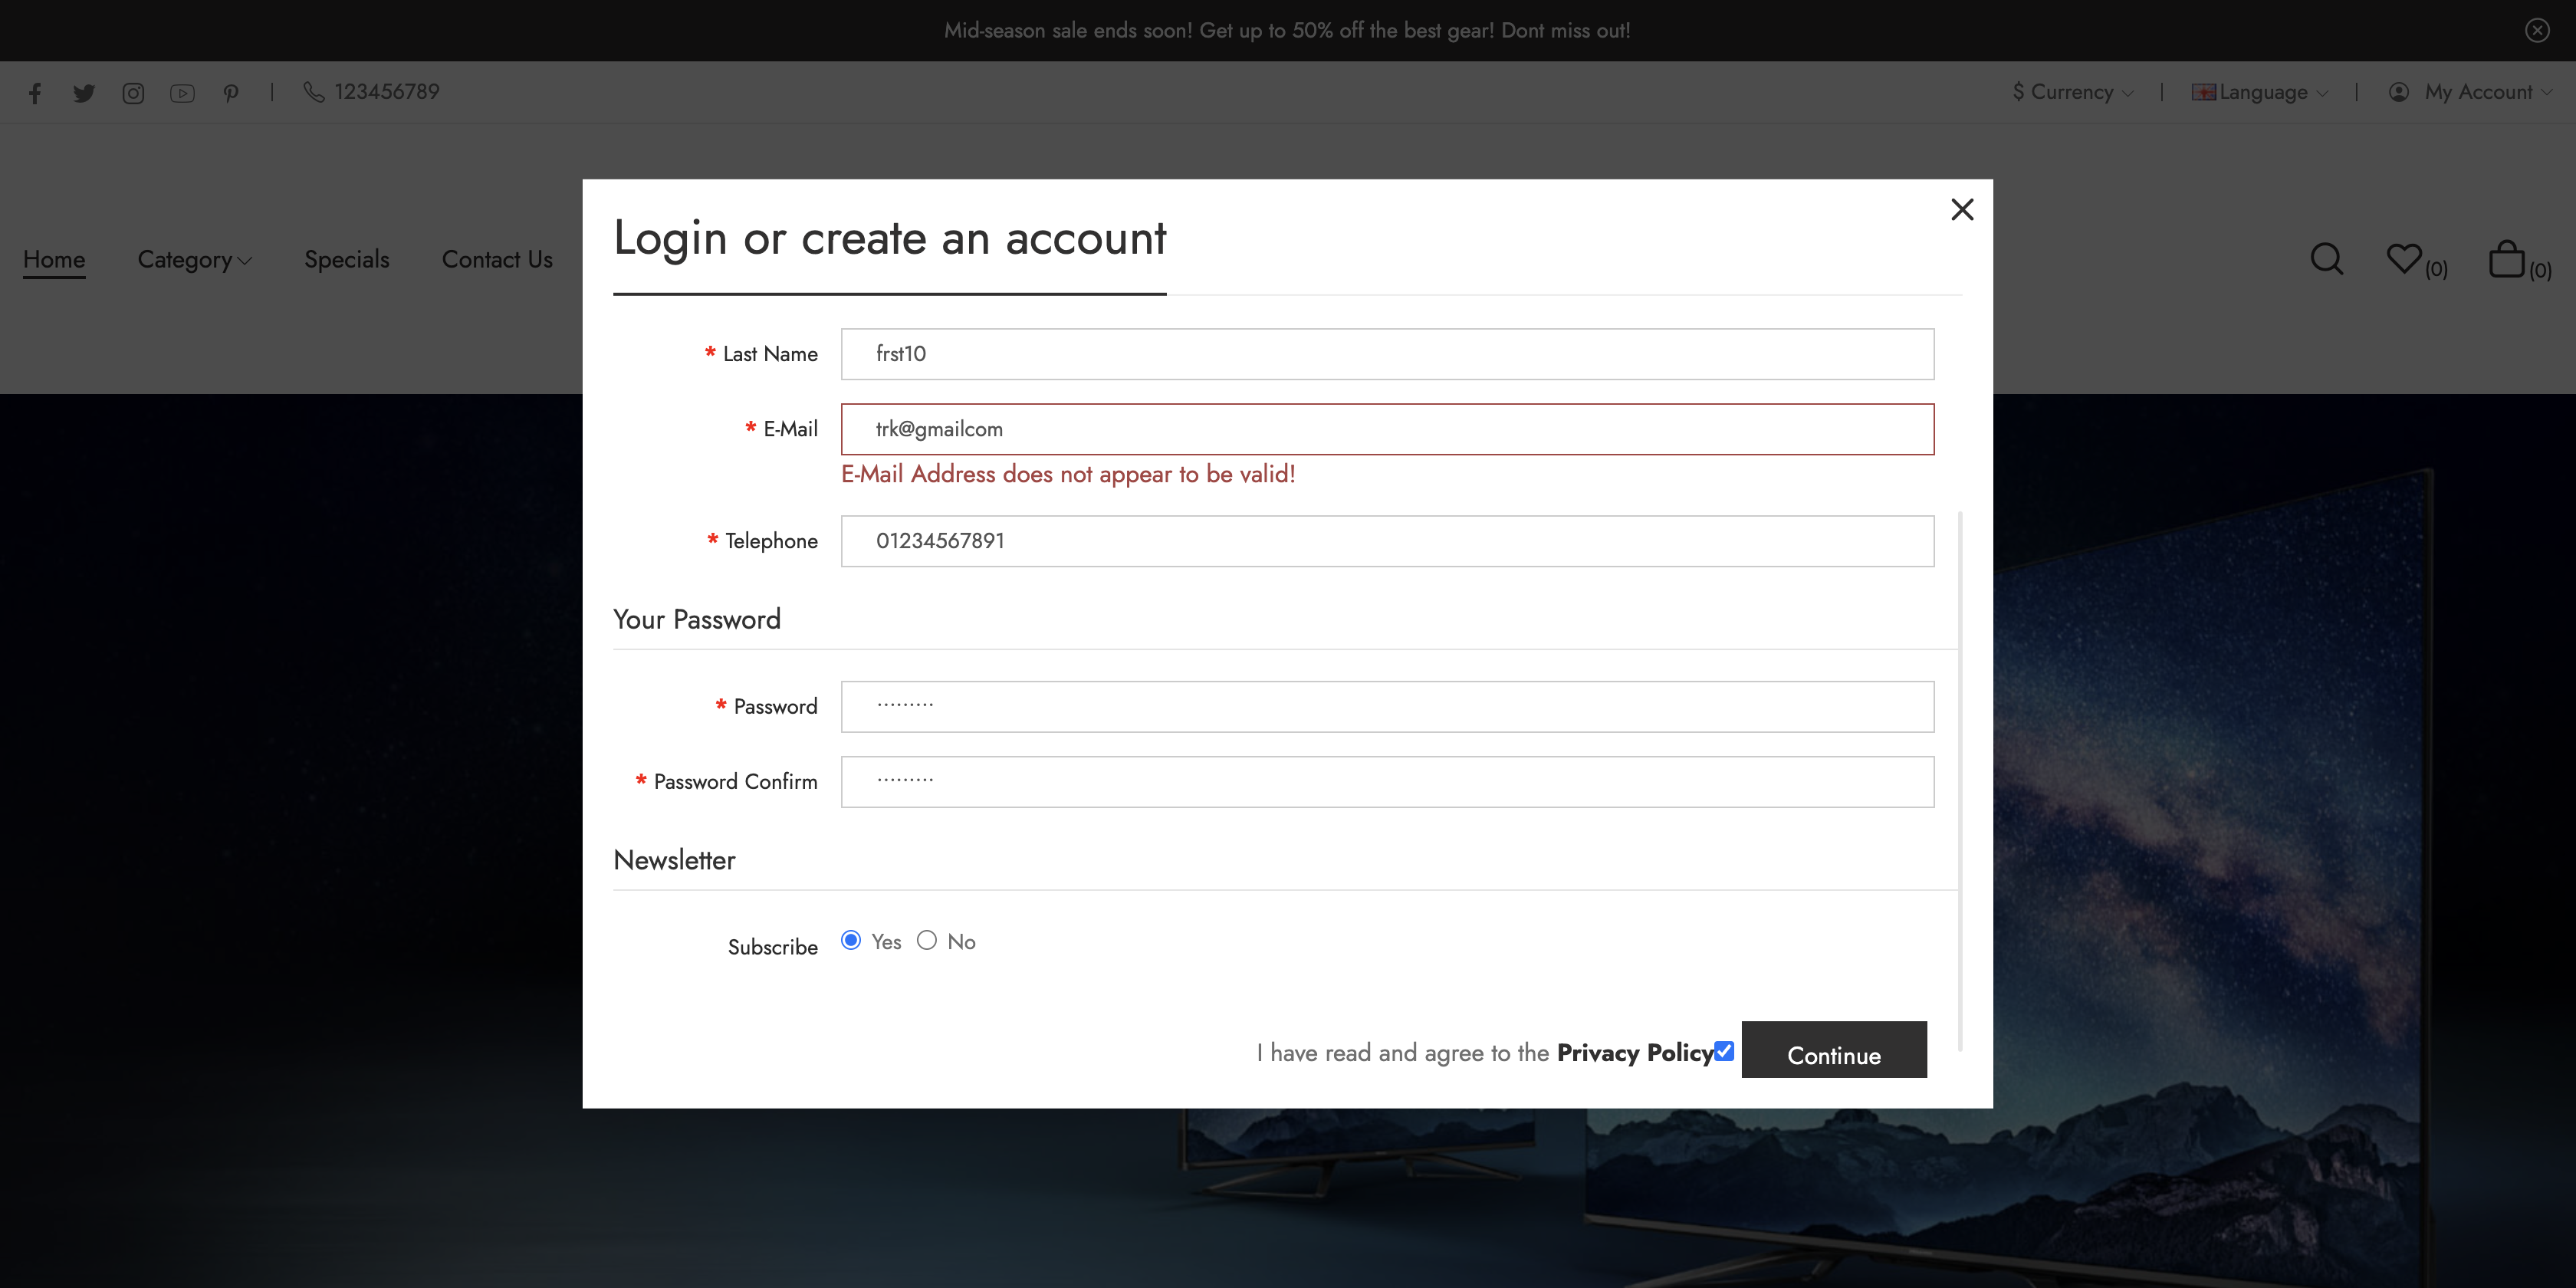 Mid-season sale ends soon! Get up to 50% off the best gear! Dont miss out!
123456789
$ Currency
Language
My Account
Home
Category
Specials
Contact Us
(0)
(0)
Login or create an account
* Last Name
frst10
* E-Mail
trk@gmailcom
E-Mail Address does not appear to be valid!
* Telephone
01234567891
Your Password
* Password
·········
* Password Confirm
·········
Newsletter
Subscribe
Yes
No
I have read and agree to the Privacy Policy
Continue